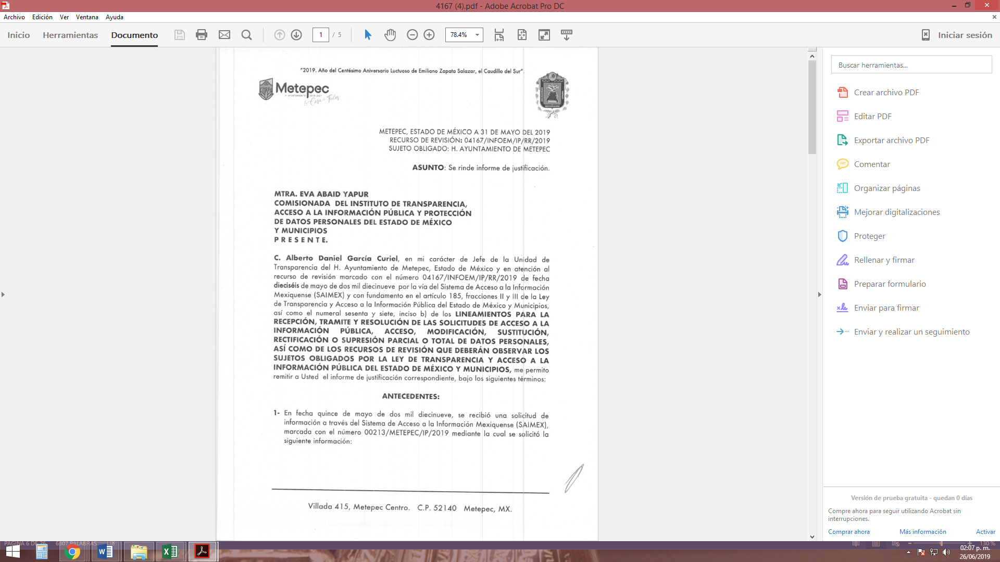 4167 (4).pdf - Adobe Acrobat Pro DC
Archivo Edición Ver Ventana Ayuda
Inicio Herramientas Documento 1 / 5 78.4% Iniciar sesión
"2019. Año del Centésimo Aniversario Luctuoso de Emiliano Zapata Salazar, el Caudillo del Sur".
Metepec
H. AYUNTAMIENTO 2019-2021
La Casa de Todos
METEPEC, ESTADO DE MÉXICO A 31 DE MAYO DEL 2019
RECURSO DE REVISIÓN: 04167/INFOEM/IP/RR/2019
SUJETO OBLIGADO: H. AYUNTAMIENTO DE METEPEC
ASUNTO: Se rinde informe de justificación.
MTRA. EVA ABAID YAPUR
COMISIONADA DEL INSTITUTO DE TRANSPARENCIA,
ACCESO A LA INFORMACIÓN PÚBLICA Y PROTECCIÓN
DE DATOS PERSONALES DEL ESTADO DE MÉXICO
Y MUNICIPIOS
P R E S E N T E.
C. Alberto Daniel García Curiel, en mi carácter de Jefe de la Unidad de
Transparencia del H. Ayuntamiento de Metepec, Estado de México y en atención al
recurso de revisión marcado con el número 04167/INFOEM/IP/RR/2019 de fecha
dieciséis de mayo de dos mil diecinueve por la vía del Sistema de Acceso a la Información
Mexiquense (SAIMEX) y con fundamento en el artículo 185, fracciones II y III de la Ley
de Transparencia y Acceso a la Información Pública del Estado de México y Municipios,
así como el numeral sesenta y siete, inciso b) de los LINEAMIENTOS PARA LA
RECEPCIÓN, TRAMITE Y RESOLUCIÓN DE LAS SOLICITUDES DE ACCESO A LA
INFORMACIÓN PÚBLICA, ACCESO, MODIFICACIÓN, SUSTITUCIÓN,
RECTIFICACIÓN O SUPRESIÓN PARCIAL O TOTAL DE DATOS PERSONALES,
ASÍ COMO DE LOS RECURSOS DE REVISIÓN QUE DEBERÁN OBSERVAR LOS
SUJETOS OBLIGADOS POR LA LEY DE TRANSPARENCIA Y ACCESO A LA
INFORMACIÓN PÚBLICA DEL ESTADO DE MÉXICO Y MUNICIPIOS, me permito
remitir a Usted el informe de justificación correspondiente, bajo los siguientes términos:
ANTECEDENTES:
1- En fecha quince de mayo de dos mil diecinueve, se recibió una solicitud de
información a través del Sistema de Acceso a la Información Mexiquense (SAIMEX),
marcada con el número 00213/METEPEC/IP/2019 mediante la cual se solicitó la
siguiente información:
Villada 415, Metepec Centro. C.P. 52140 Metepec, MX.
Buscar herramientas...
Crear archivo PDF
Editar PDF
Exportar archivo PDF
Comentar
Organizar páginas
Mejorar digitalizaciones
Proteger
Rellenar y firmar
Preparar formulario
Enviar para firmar
Enviar y realizar un seguimiento
Versión de prueba gratuita - quedan 0 días
Compre ahora para seguir utilizando Acrobat sin
interrupciones.
Comprar ahora Más información Activar
PÁGINA 6 DE 26 6307 PALABRAS 130 %
02:07 p. m.
26/06/2019